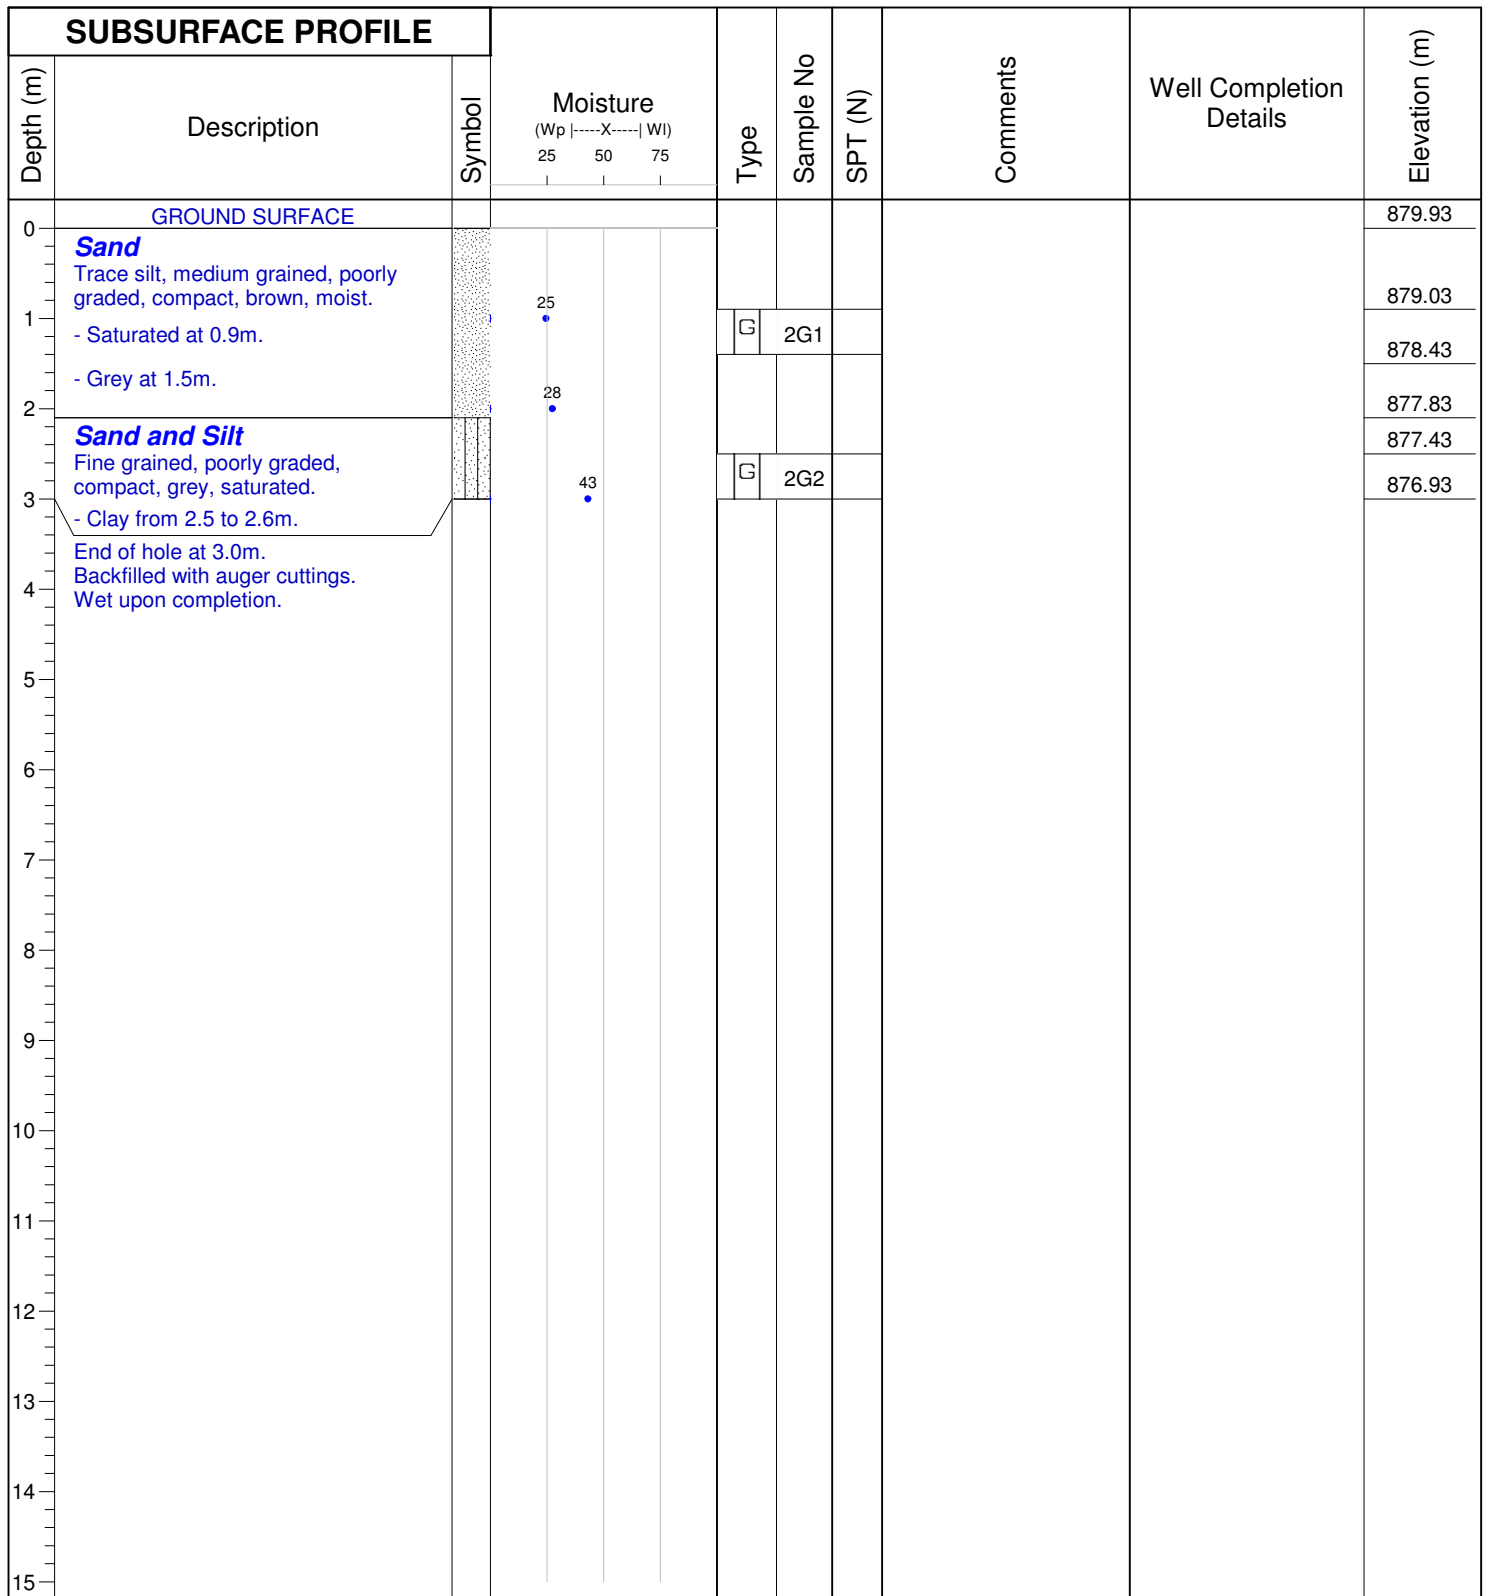 SUBSURFACE PROFILE
Depth (m)
Description
Symbol
Moisture
(Wp |-----X-----| Wl)
25 50 75
Type
Sample No
SPT (N)
Comments
Well Completion
Details
Elevation (m)
GROUND SURFACE
879.93
0
Sand
Trace silt, medium grained, poorly
graded, compact, brown, moist.
25
879.03
1
- Saturated at 0.9m.
G 2G1
878.43
- Grey at 1.5m.
28
877.83
2
Sand and Silt
877.43
Fine grained, poorly graded,
compact, grey, saturated.
43
G 2G2
876.93
3
- Clay from 2.5 to 2.6m.
End of hole at 3.0m.
Backfilled with auger cuttings.
4
Wet upon completion.
5
6
7
8
9
10
11
12
13
14
15